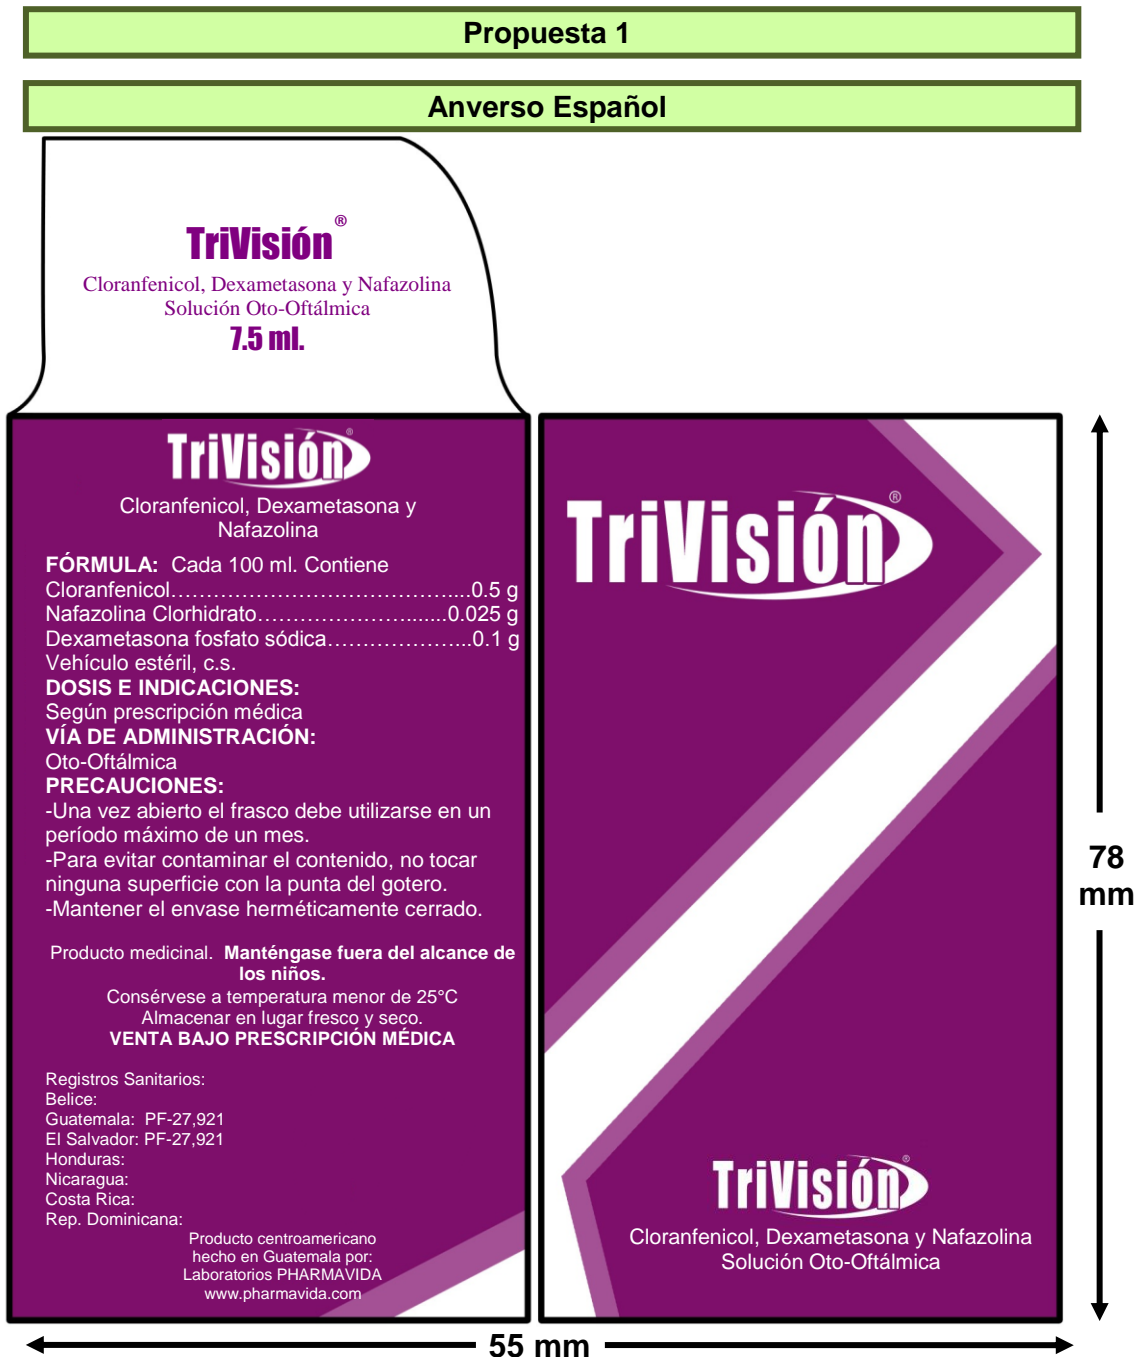 Propuesta 1
Anverso Español
TriVisión®
Cloranfenicol, Dexametasona y Nafazolina
Solución Oto-Oftálmica
7.5 ml.
TriVisión®
Cloranfenicol, Dexametasona y
Nafazolina
FÓRMULA: Cada 100 ml. Contiene
Cloranfenicol…………………………………....0.5 g
Nafazolina Clorhidrato………………….......0.025 g
Dexametasona fosfato sódica………………...0.1 g
Vehículo estéril, c.s.
DOSIS E INDICACIONES:
Según prescripción médica
VÍA DE ADMINISTRACIÓN:
Oto-Oftálmica
PRECAUCIONES:
-Una vez abierto el frasco debe utilizarse en un
período máximo de un mes.
-Para evitar contaminar el contenido, no tocar
ninguna superficie con la punta del gotero.
-Mantener el envase herméticamente cerrado.
Producto medicinal. Manténgase fuera del alcance de
los niños.
Consérvese a temperatura menor de 25°C
Almacenar en lugar fresco y seco.
VENTA BAJO PRESCRIPCIÓN MÉDICA
Registros Sanitarios:
Belice:
Guatemala: PF-27,921
El Salvador: PF-27,921
Honduras:
Nicaragua:
Costa Rica:
Rep. Dominicana:
Producto centroamericano
hecho en Guatemala por:
Laboratorios PHARMAVIDA
www.pharmavida.com
TriVisión®
TriVisión®
Cloranfenicol, Dexametasona y Nafazolina
Solución Oto-Oftálmica
78
mm
55 mm